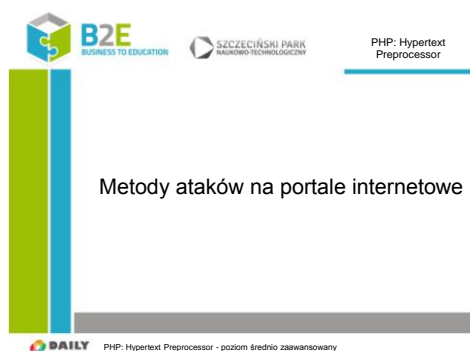 B2E
BUSINESS TO EDUCATION
SZCZECIŃSKI PARK
NAUKOWO-TECHNOLOGICZNY
PHP: Hypertext
Preprocessor
Metody ataków na portale internetowe
DAILY
PHP: Hypertext Preprocessor - poziom średnio zaawansowany